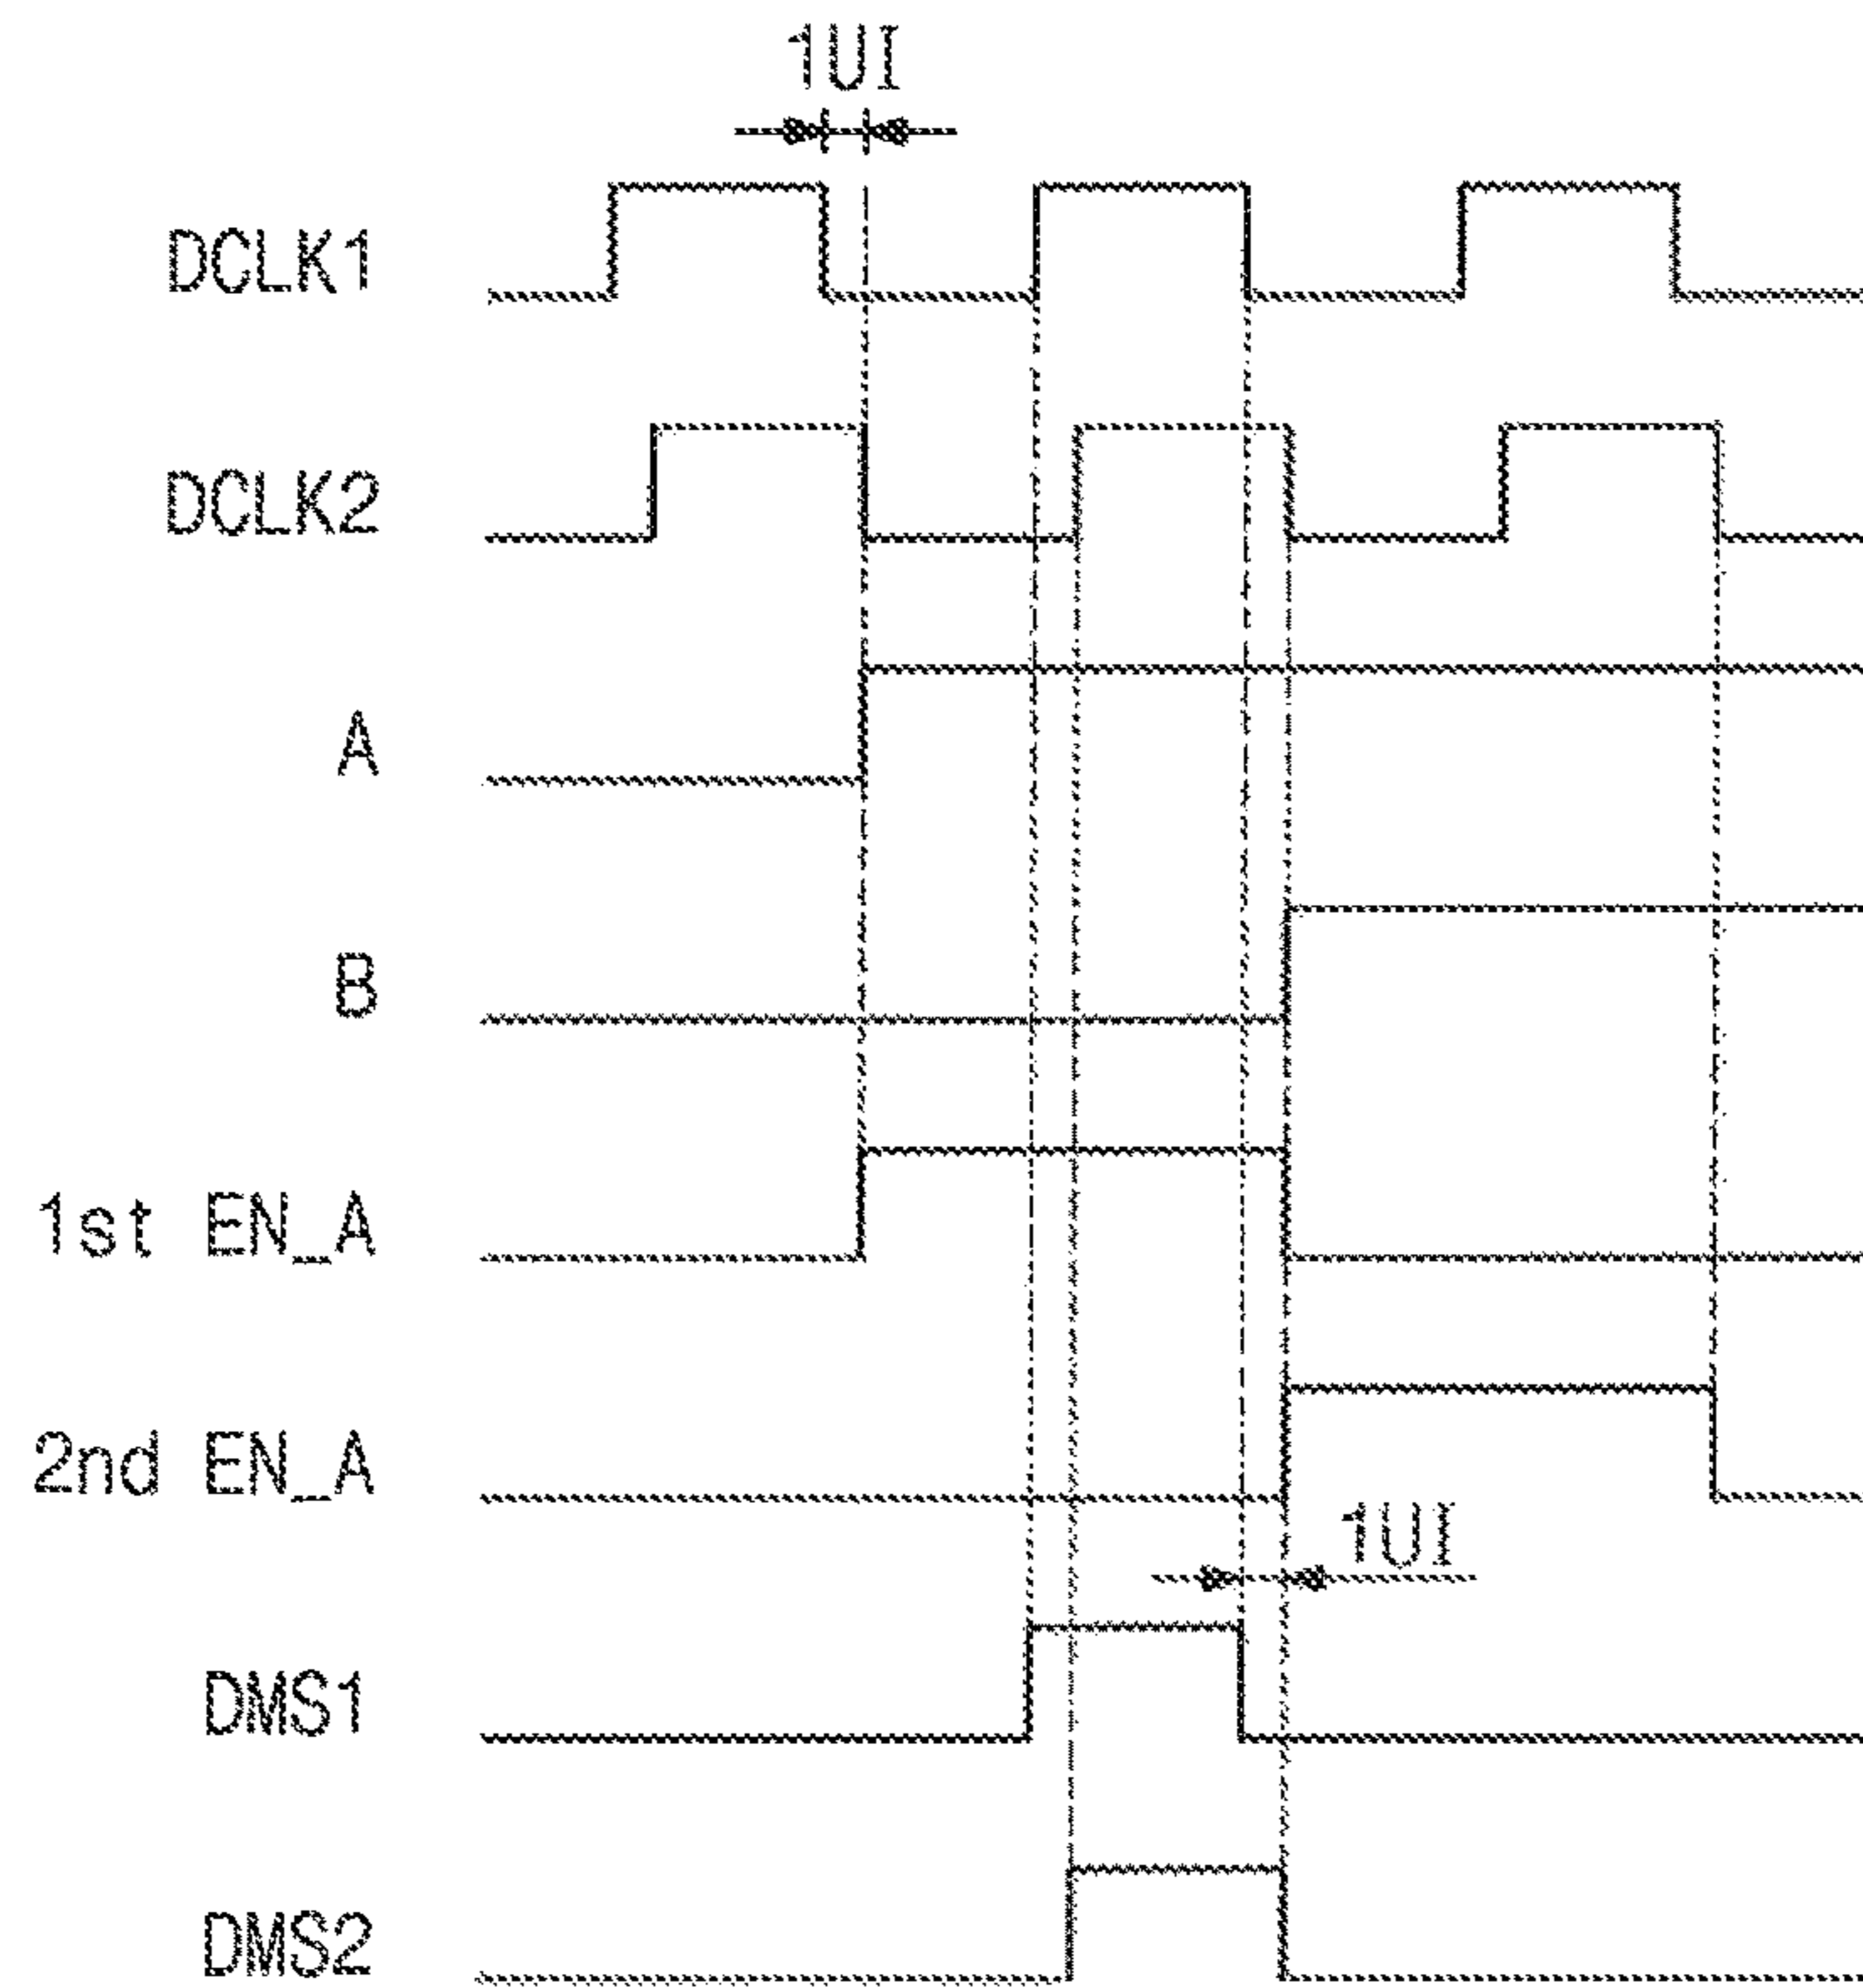 1UI
DCLK1
DCLK2
A
B
1st EN_A
2nd EN_A
1UI
DMS1
DMS2